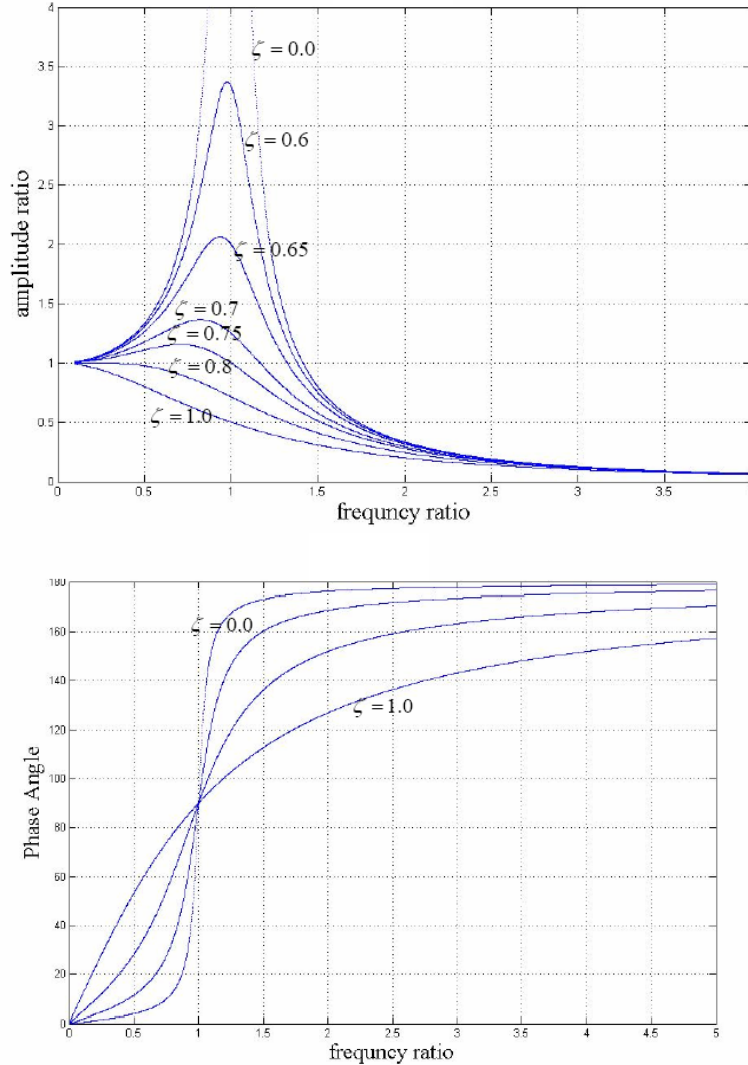 4
3.5
ζ = 0.0
3
ζ = 0.6
2.5
amplitude ratio
2
ζ = 0.65
1.5
ζ = 0.7
ζ = 0.75
1
ζ = 0.8
0.5
ζ = 1.0
0
0 0.5 1 1.5 2 2.5 3 3.5
frequncy ratio
180
160
ζ = 0.0
140
ζ = 1.0
120
100
Phase Angle
80
60
40
20
0
0 0.5 1 1.5 2 2.5 3 3.5 4 4.5 5
frequncy ratio